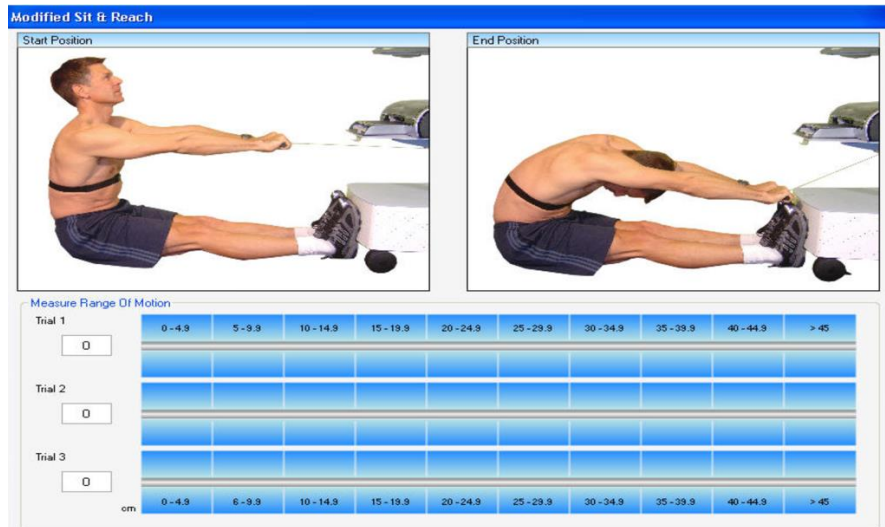 Modified Sit & Reach
Start Position
End Position
Measure Range Of Motion
Trial 1
0
0 - 4.9 5 - 9.9 10 - 14.9 15 - 19.9 20 - 24.9 25 - 29.9 30 - 34.9 35 - 39.9 40 - 44.9 > 45
Trial 2
0
Trial 3
0
cm 0 - 4.9 6 - 9.9 10 - 14.9 15 - 19.9 20 - 24.9 25 - 29.9 30 - 34.9 35 - 39.9 40 - 44.9 > 45